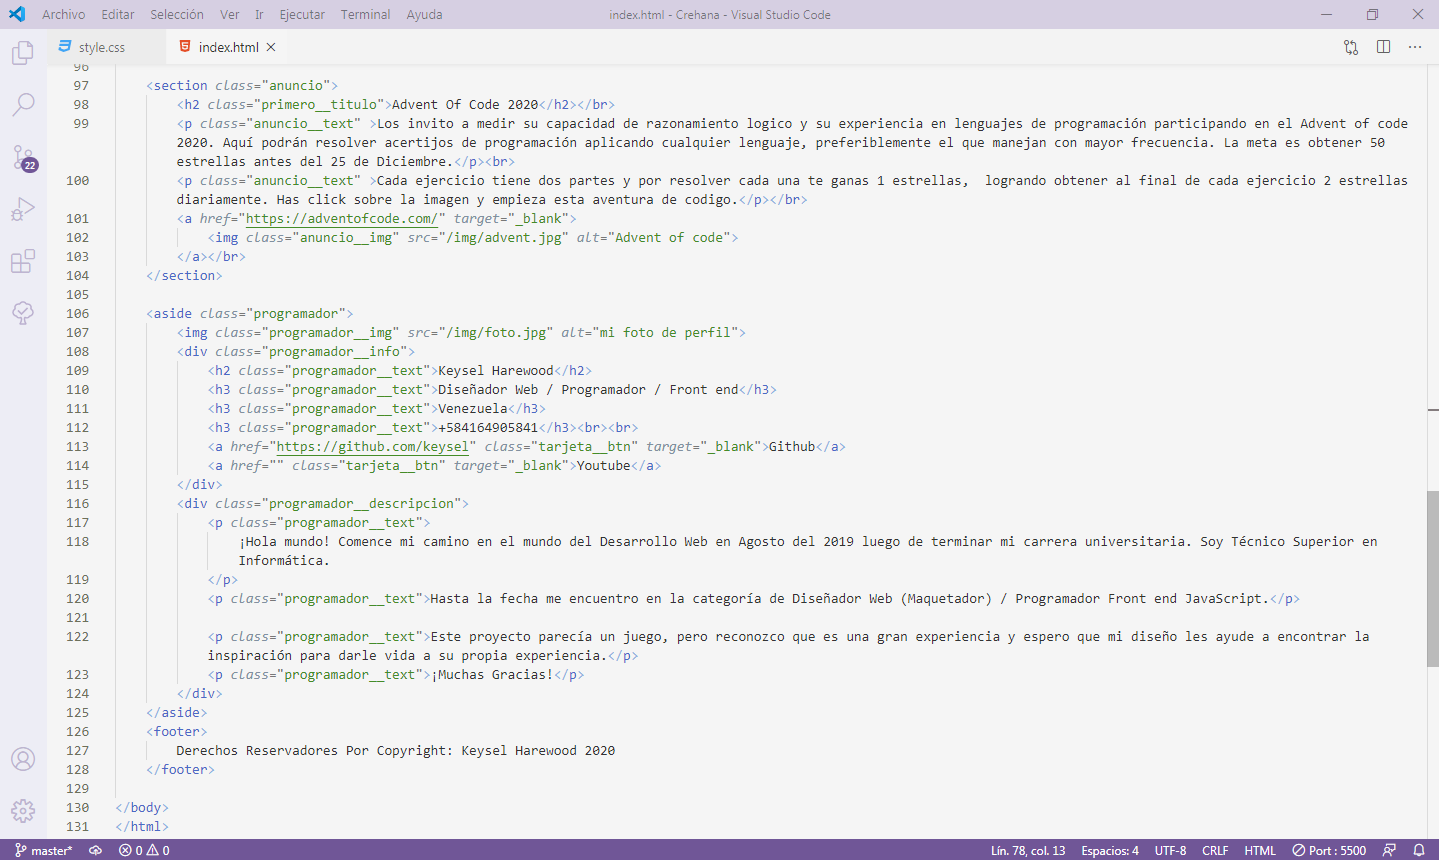 Archivo Editar Selección Ver Ir Ejecutar Terminal Ayuda index.html - Crehana - Visual Studio Code
style.css index.html
96
97 <section class="anuncio">
98 <h2 class="primero__titulo">Advent Of Code 2020</h2></br>
99 <p class="anuncio__text" >Los invito a medir su capacidad de razonamiento logico y su experiencia en lenguajes de programación participando en el Advent of code
2020. Aquí podrán resolver acertijos de programación aplicando cualquier lenguaje, preferiblemente el que manejan con mayor frecuencia. La meta es obtener 50
estrellas antes del 25 de Diciembre.</p><br>
100 <p class="anuncio__text" >Cada ejercicio tiene dos partes y por resolver cada una te ganas 1 estrellas,  logrando obtener al final de cada ejercicio 2 estrellas
diariamente. Has click sobre la imagen y empieza esta aventura de codigo.</p></br>
101 <a href="https://adventofcode.com/" target="_blank">
102 <img class="anuncio__img" src="/img/advent.jpg" alt="Advent of code">
103 </a></br>
104 </section>
105
106 <aside class="programador">
107 <img class="programador__img" src="/img/foto.jpg" alt="mi foto de perfil">
108 <div class="programador__info">
109 <h2 class="programador__text">Keysel Harewood</h2>
110 <h3 class="programador__text">Diseñador Web / Programador / Front end</h3>
111 <h3 class="programador__text">Venezuela</h3>
112 <h3 class="programador__text">+584164905841</h3><br><br>
113 <a href="https://github.com/keysel" class="tarjeta__btn" target="_blank">Github</a>
114 <a href="" class="tarjeta__btn" target="_blank">Youtube</a>
115 </div>
116 <div class="programador__descripcion">
117 <p class="programador__text">
118 ¡Hola mundo! Comence mi camino en el mundo del Desarrollo Web en Agosto del 2019 luego de terminar mi carrera universitaria. Soy Técnico Superior en
Informática.
119 </p>
120 <p class="programador__text">Hasta la fecha me encuentro en la categoría de Diseñador Web (Maquetador) / Programador Front end JavaScript.</p>
121
122 <p class="programador__text">Este proyecto parecía un juego, pero reconozco que es una gran experiencia y espero que mi diseño les ayude a encontrar la
inspiración para darle vida a su propia experiencia.</p>
123 <p class="programador__text">¡Muchas Gracias!</p>
124 </div>
125 </aside>
126 <footer>
127 Derechos Reservadores Por Copyright: Keysel Harewood 2020
128 </footer>
129
130 </body>
131 </html>
22
master* 0 0 Lín. 78, col. 13 Espacios: 4 UTF-8 CRLF HTML Port : 5500